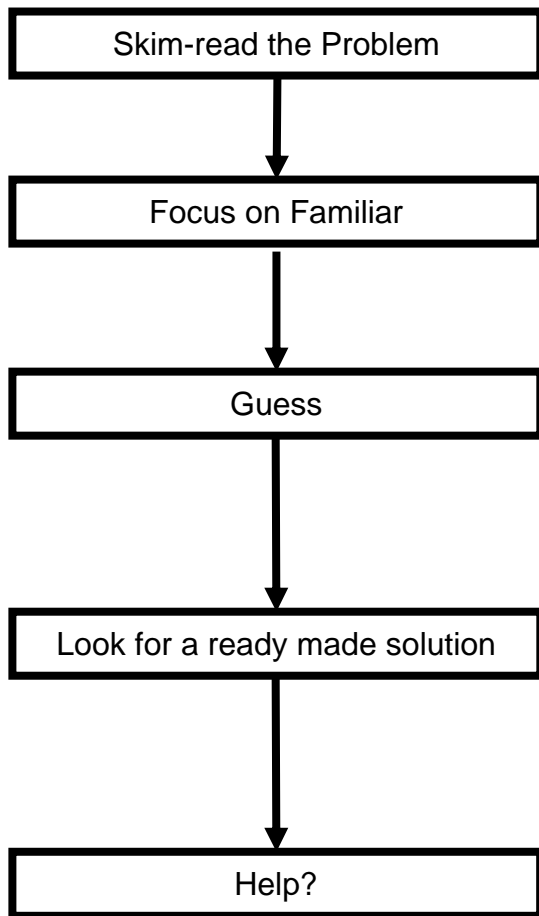 Skim-read the Problem
Focus on Familiar
Guess
Look for a ready made solution
Help?